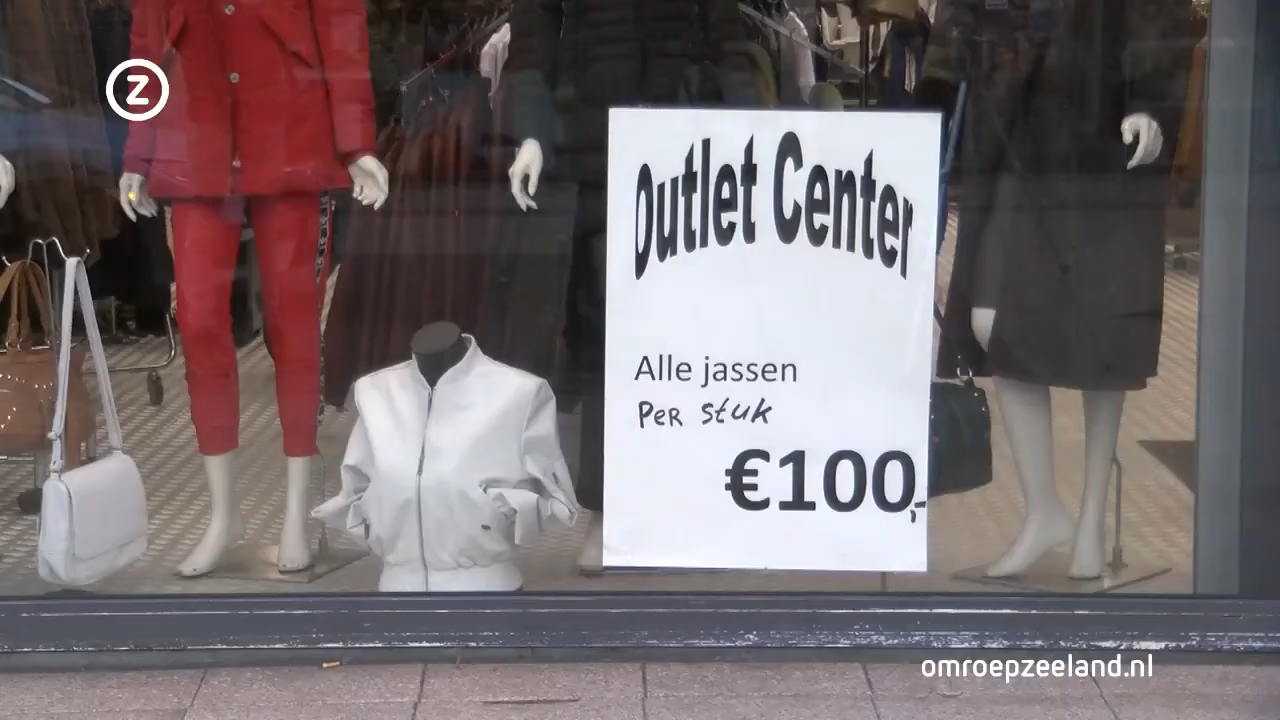 Z
Outlet Center
Alle jassen
Per stuk
€100,-
omroepzeeland.nl